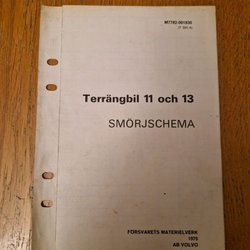 M7782-001830
Terrängbil 11 och 13
SMÖRJSCHEMA
FÖRSVARETS MATERIELVERK
1975
AB VOLVO